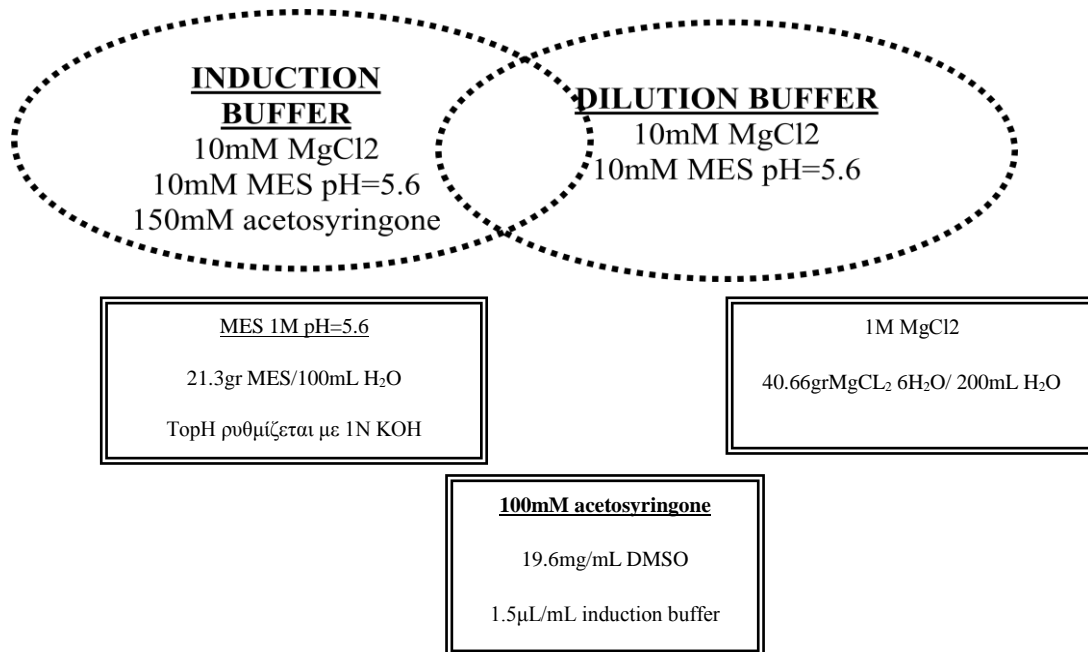 INDUCTION
BUFFER
10mM MgCl2
10mM MES pH=5.6
150mM acetosyringone
DILUTION BUFFER
10mM MgCl2
10mM MES pH=5.6
MES 1M pH=5.6
21.3gr MES/100mL H₂O
TopH ρυθμίζεται με 1N KOH
1M MgCl2
40.66grMgCL₂ 6H₂O/ 200mL H₂O
100mM acetosyringone
19.6mg/mL DMSO
1.5μL/mL induction buffer